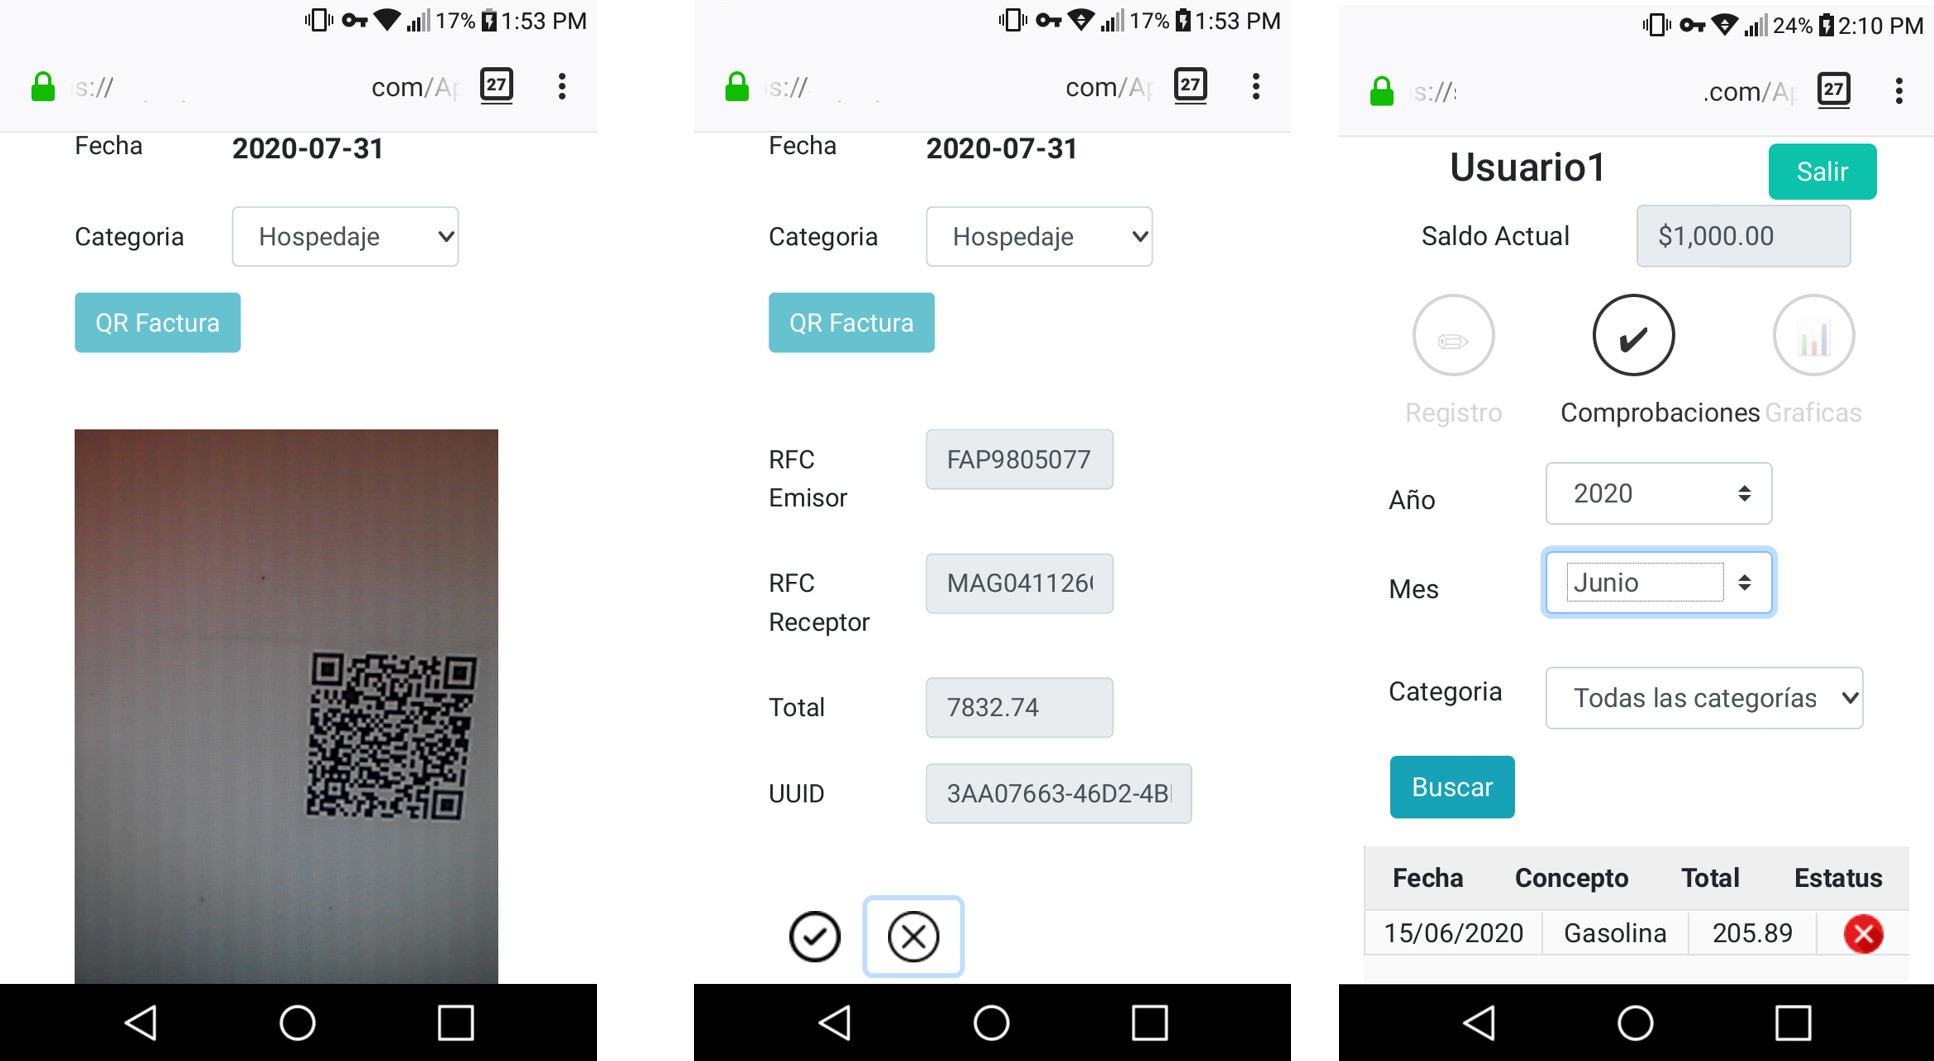 17% 1:53 PM
s:// com/Ap 27
Fecha 2020-07-31
Categoria Hospedaje
QR Factura
17% 1:53 PM
s:// com/Ap 27
Fecha 2020-07-31
Categoria Hospedaje
QR Factura
RFC Emisor FAP9805077
RFC Receptor MAG041126
Total 7832.74
UUID 3AA07663-46D2-4B
24% 2:10 PM
s:// .com/Ap 27
Usuario1 Salir
Saldo Actual $1,000.00
Registro Comprobaciones Graficas
Año 2020
Mes Junio
Categoria Todas las categorías
Buscar
Fecha Concepto Total Estatus
15/06/2020 Gasolina 205.89